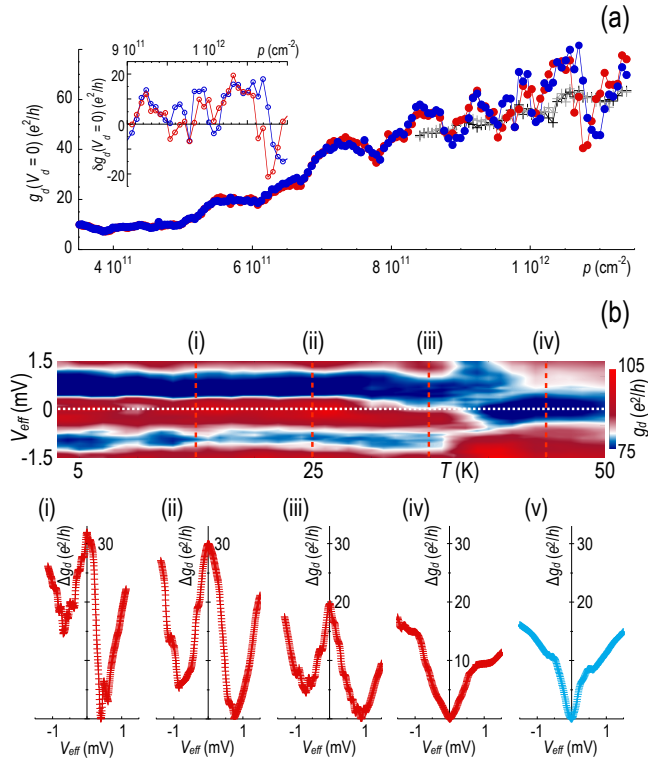 (a)
9 10¹¹ 1 10¹² p (cm⁻²)
20
0
-20
δg_d(V_d = 0) (e²/h)
60
40
20
0
g_d(V_d = 0) (e²/h)
4 10¹¹ 6 10¹¹ 8 10¹¹ 1 10¹² p (cm⁻²)
(b)
(i) (ii) (iii) (iv)
1.5
0
-1.5
V_eff (mV)
105
75
g_d (e²/h)
5 25 T (K) 50
(i) (ii) (iii) (iv) (v)
Δg_d (e²/h) Δg_d (e²/h) Δg_d (e²/h) Δg_d (e²/h) Δg_d (e²/h)
30 30 30 30 30
20 20 20
10 10
-1 1 -1 1 -1 1 -1 1 -1 1
V_eff (mV) V_eff (mV) V_eff (mV) V_eff (mV) V_eff (mV)